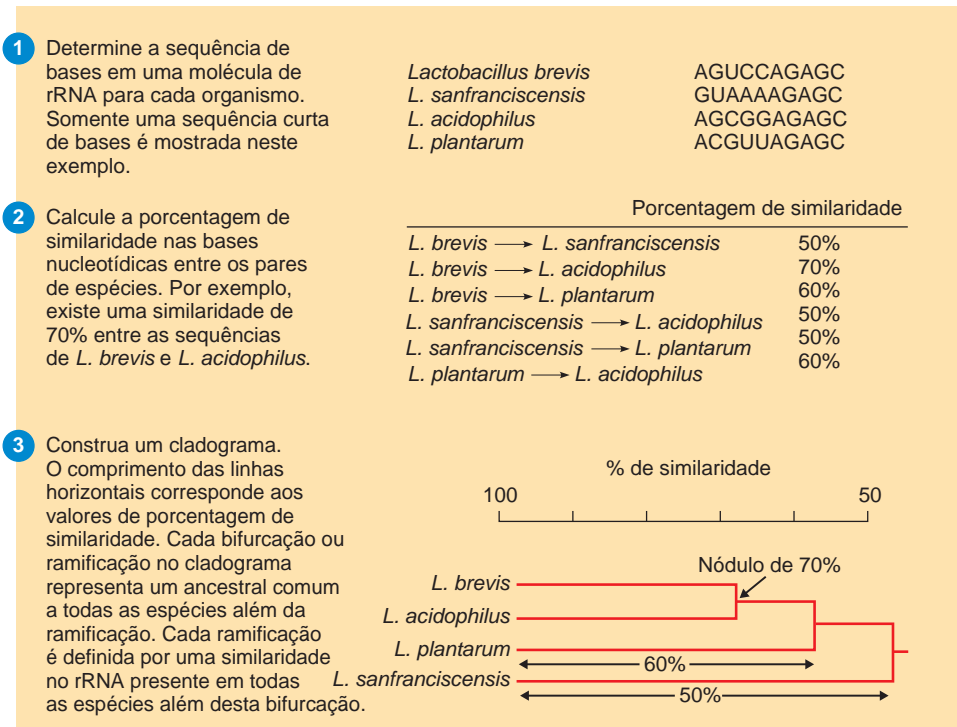 1 Determine a sequência de
bases em uma molécula de
rRNA para cada organismo.
Somente uma sequência curta
de bases é mostrada neste
exemplo.
Lactobacillus brevis AGUCCAGAGC
L. sanfranciscensis GUAAAAGAGC
L. acidophilus AGCGGAGAGC
L. plantarum ACGUUAGAGC
2 Calcule a porcentagem de
similaridade nas bases
nucleotídicas entre os pares
de espécies. Por exemplo,
existe uma similaridade de
70% entre as sequências
de L. brevis e L. acidophilus.
Porcentagem de similaridade
L. brevis → L. sanfranciscensis 50%
L. brevis → L. acidophilus 70%
L. brevis → L. plantarum 60%
L. sanfranciscensis → L. acidophilus 50%
L. sanfranciscensis → L. plantarum 50%
L. plantarum → L. acidophilus 60%
3 Construa um cladograma.
O comprimento das linhas
horizontais corresponde aos
valores de porcentagem de
similaridade. Cada bifurcação ou
ramificação no cladograma
representa um ancestral comum
a todas as espécies além da
ramificação. Cada ramificação
é definida por uma similaridade
no rRNA presente em todas
as espécies além desta bifurcação.
% de similaridade
100 50
Nódulo de 70%
L. brevis
L. acidophilus
L. plantarum
60%
L. sanfranciscensis
50%